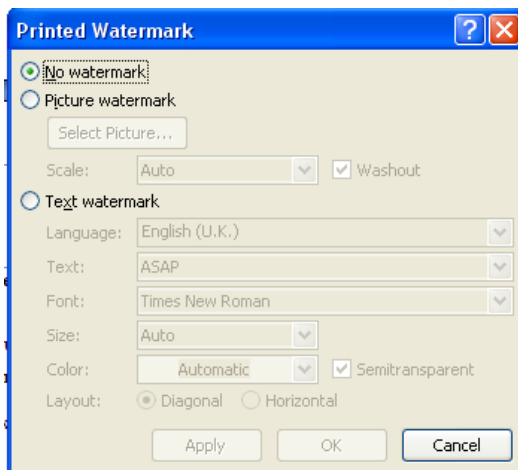 Printed Watermark
No watermark
Picture watermark
Select Picture...
Scale: Auto Washout
Text watermark
Language: English (U.K.)
Text: ASAP
Font: Times New Roman
Size: Auto
Color: Automatic Semitransparent
Layout: Diagonal Horizontal
Apply OK Cancel